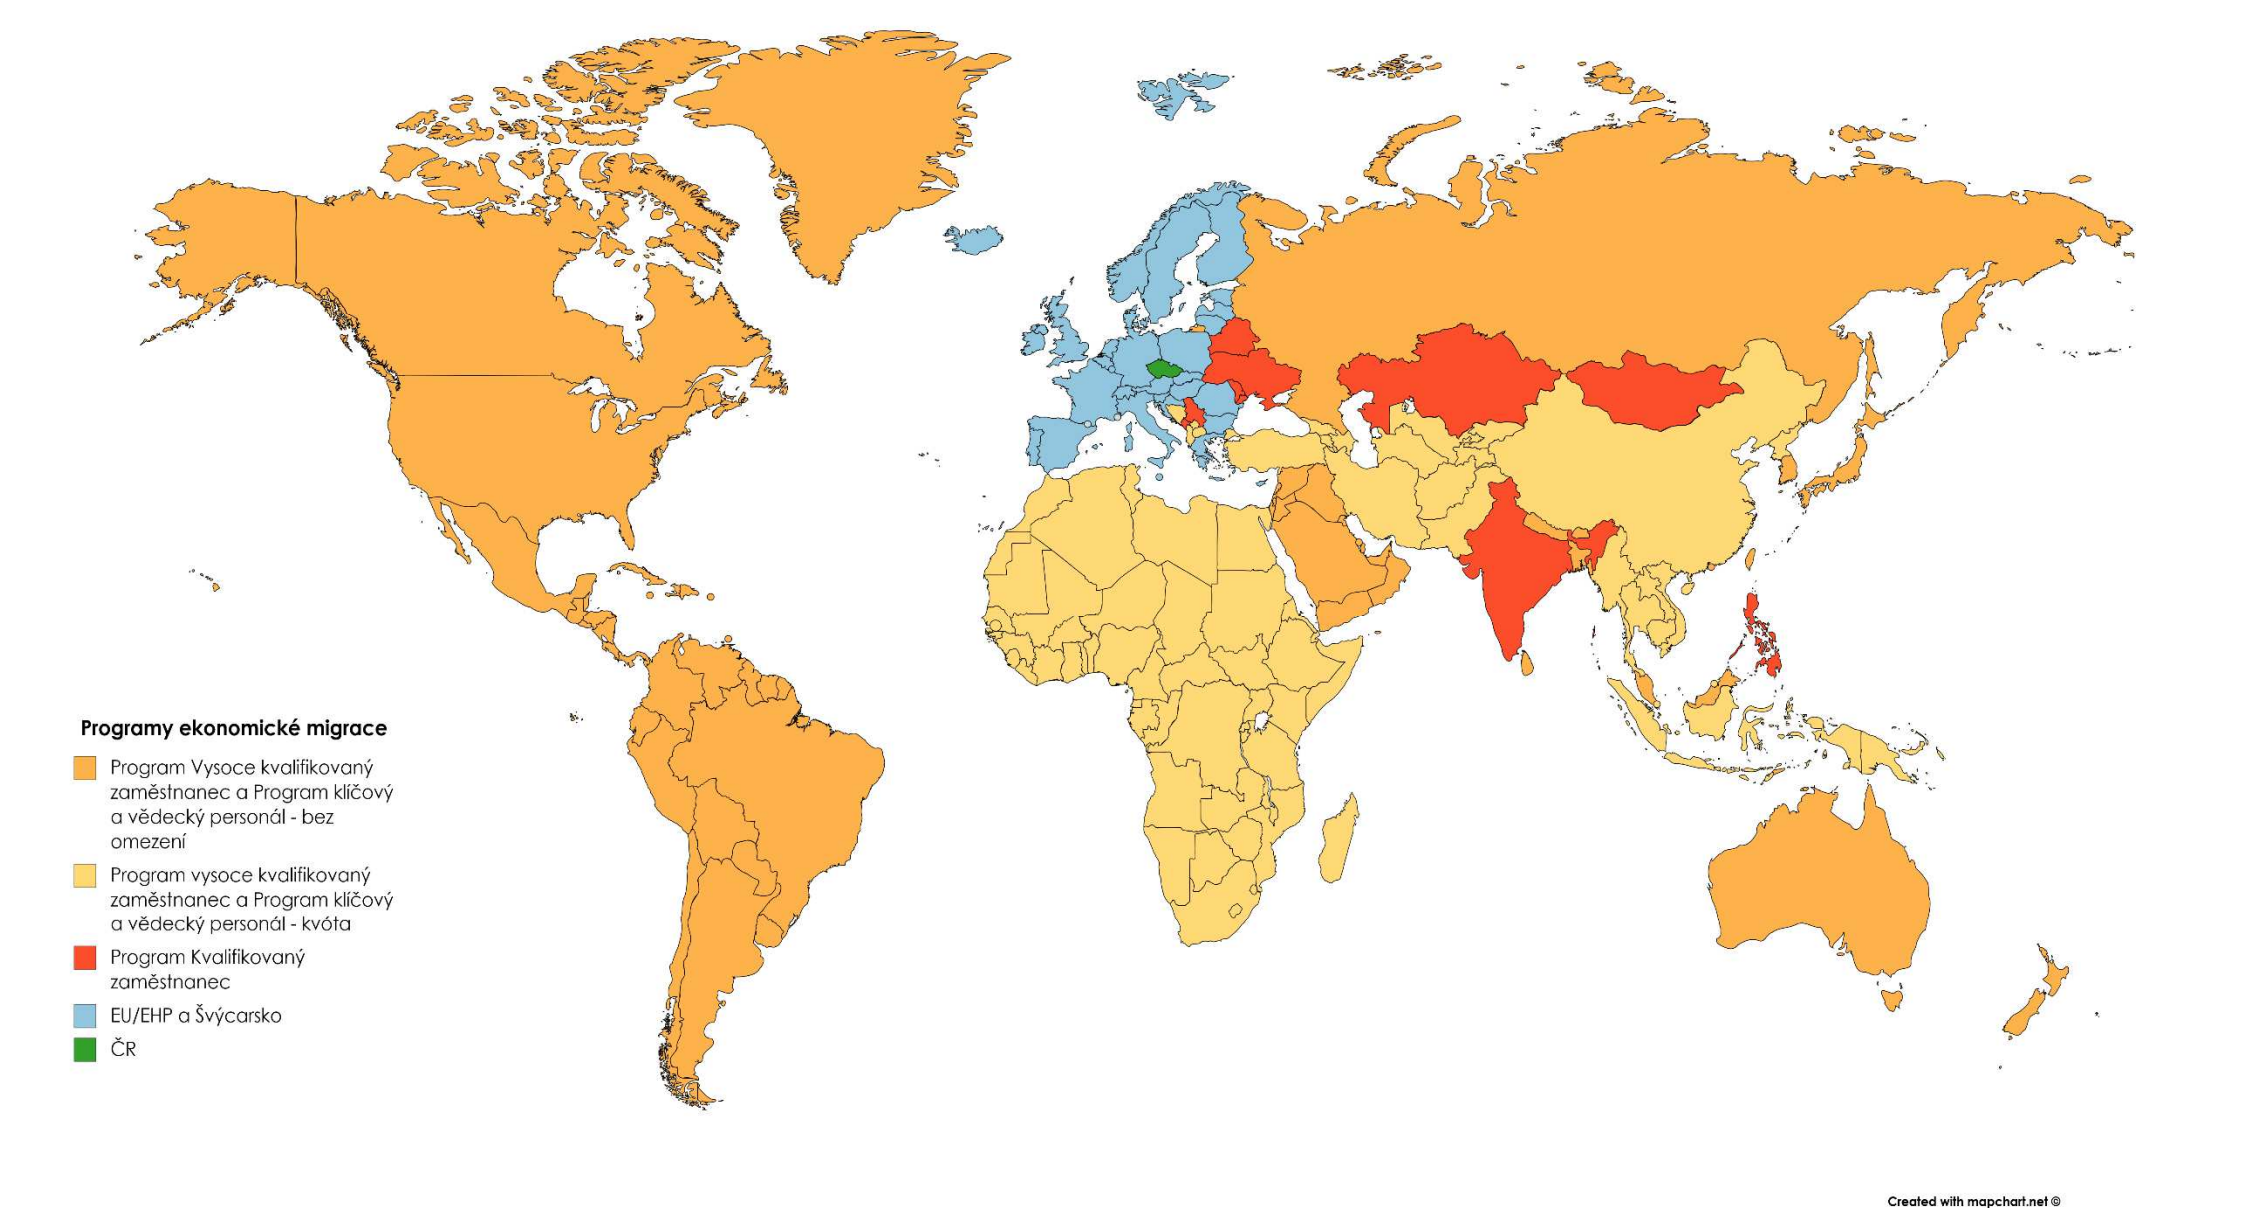 Programy ekonomické migrace
Program Vysoce kvalifikovaný
zaměstnanec a Program klíčový
a vědecký personál - bez
omezení
Program vysoce kvalifikovaný
zaměstnanec a Program klíčový
a vědecký personál - kvóta
Program Kvalifikovaný
zaměstnanec
EU/EHP a Švýcarsko
ČR
Created with mapchart.net ©